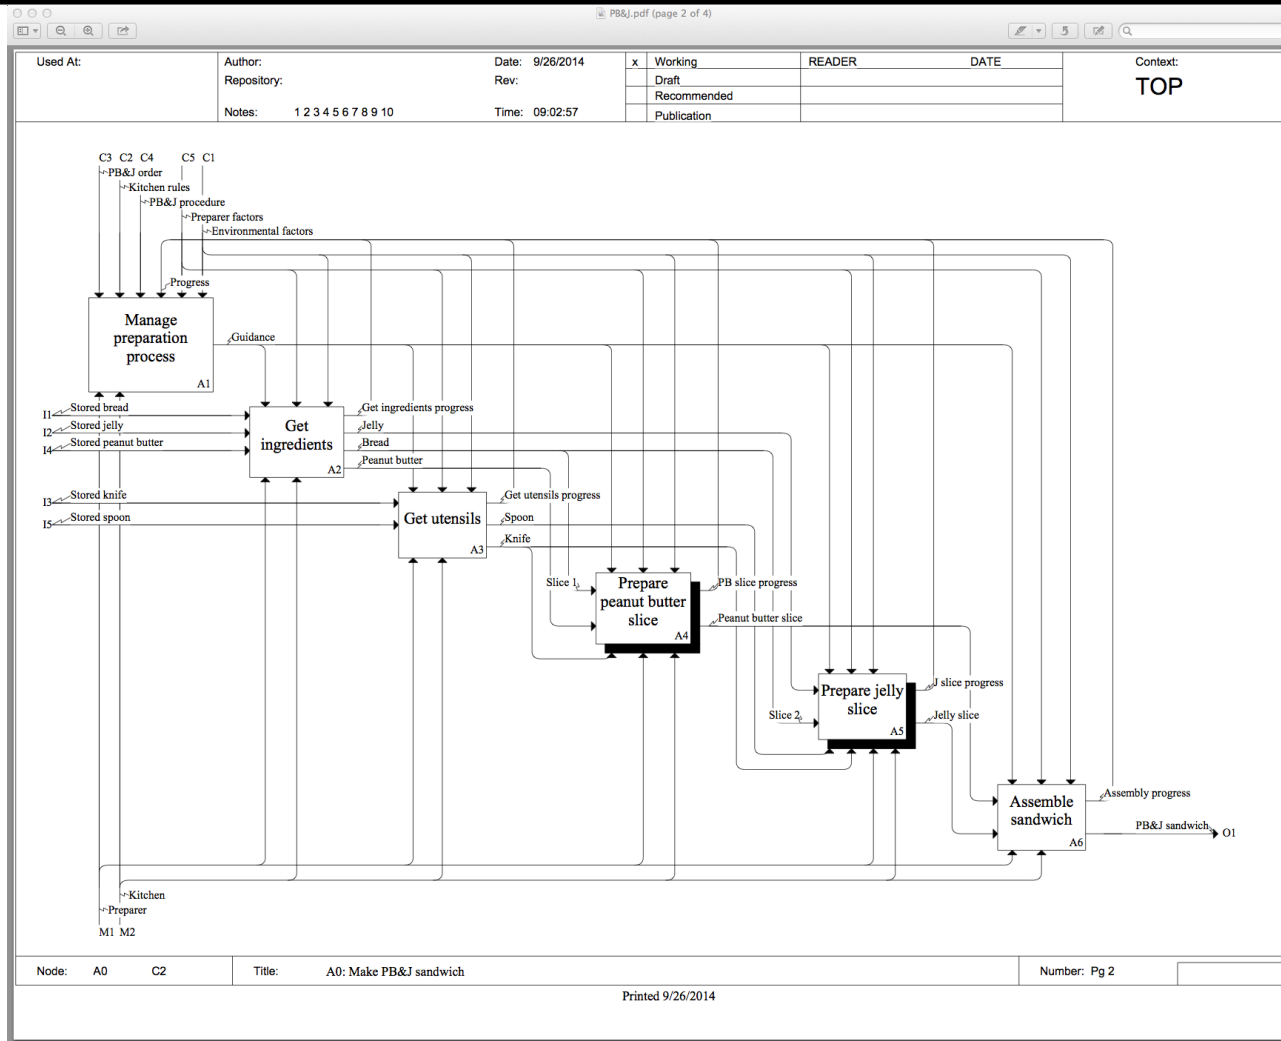 PB&J.pdf (page 2 of 4)
Used At:
Author:
Date: 9/26/2014
x Working
READER DATE
Context:
Repository:
Rev:
Draft
TOP
Recommended
Notes: 1 2 3 4 5 6 7 8 9 10
Time: 09:02:57
Publication
C3 C2 C4 C5 C1
PB&J order
Kitchen rules
PB&J procedure
Preparer factors
Environmental factors
Progress
Manage
preparation
process
A1
Guidance
I1 Stored bread
I2 Stored jelly
I4 Stored peanut butter
Get
ingredients
A2
Get ingredients progress
Jelly
Bread
Peanut butter
I3 Stored knife
I5 Stored spoon
Get utensils
A3
Get utensils progress
Spoon
Knife
Slice 1
Prepare
peanut butter
slice
A4
PB slice progress
Peanut butter slice
Slice 2
Prepare jelly
slice
A5
J slice progress
Jelly slice
Assemble
sandwich
A6
Assembly progress
PB&J sandwich
O1
Kitchen
Preparer
M1 M2
Node: A0 C2
Title: A0: Make PB&J sandwich
Number: Pg 2
Printed 9/26/2014